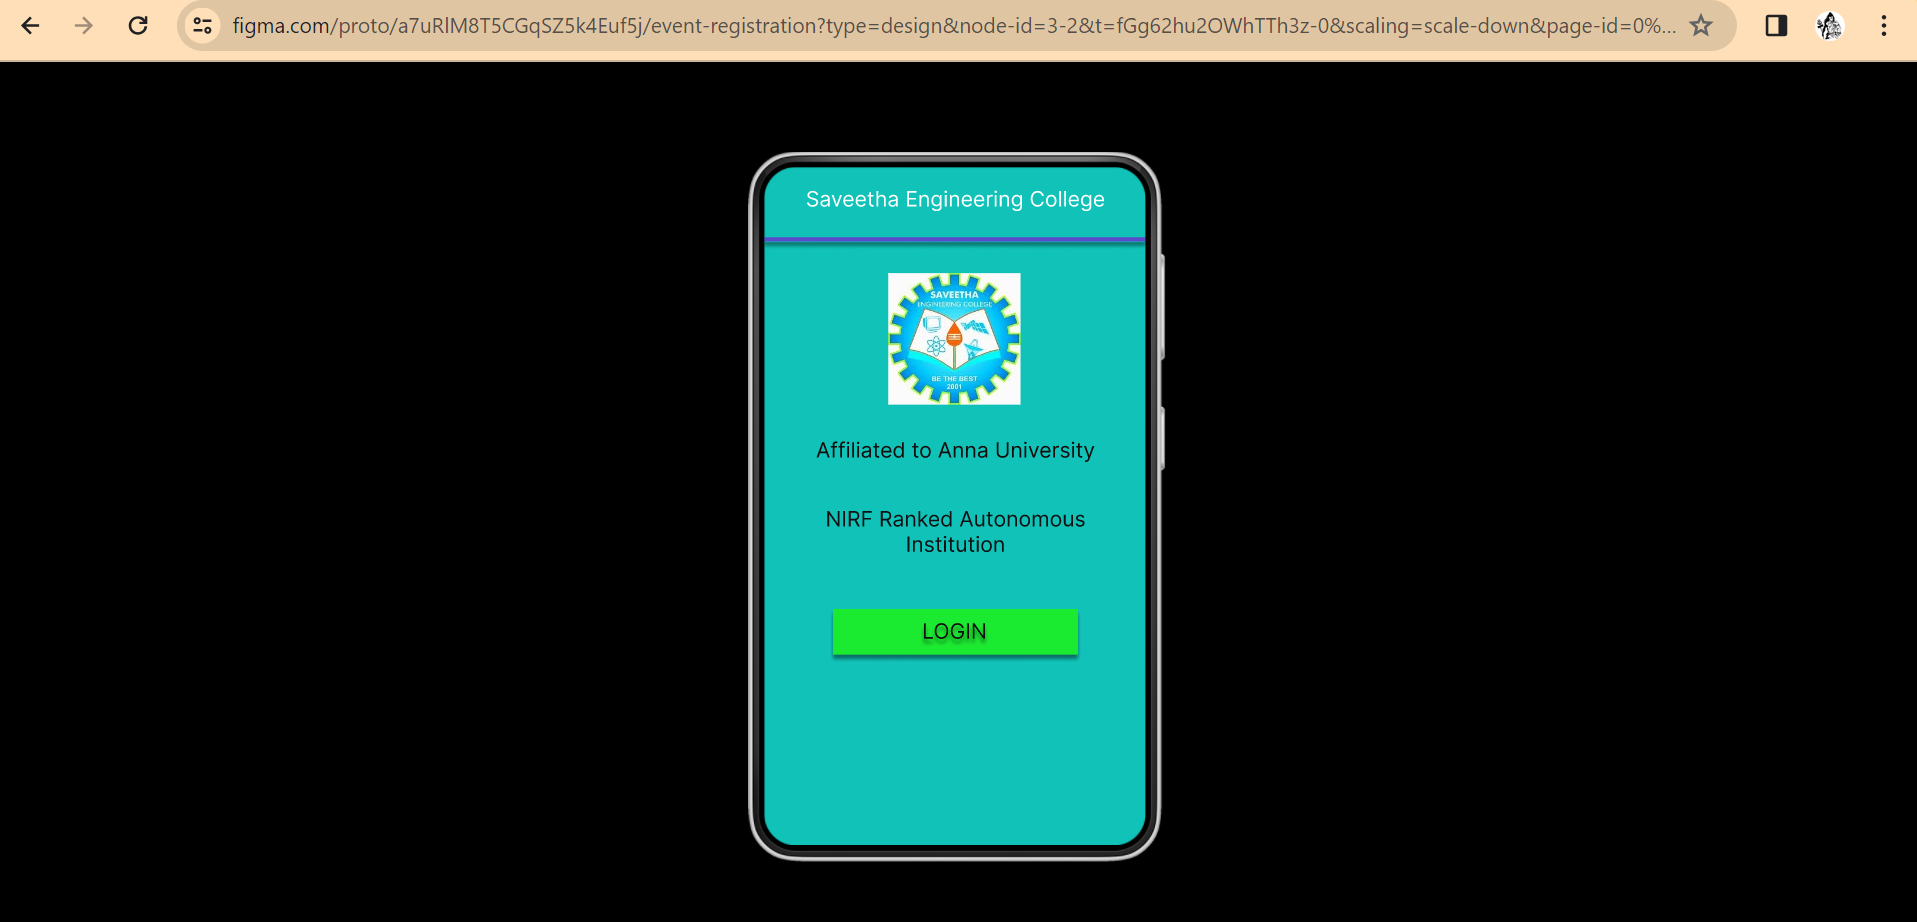 figma.com/proto/a7uRlM8T5CGqSZ5k4Euf5j/event-registration?type=design&node-id=3-2&t=fGg62hu2OWhTTh3z-0&scaling=scale-down&page-id=0%...
Saveetha Engineering College
SAVEETHA
ENGINEERING COLLEGE
BE THE BEST
2001
Affiliated to Anna University
NIRF Ranked Autonomous
Institution
LOGIN